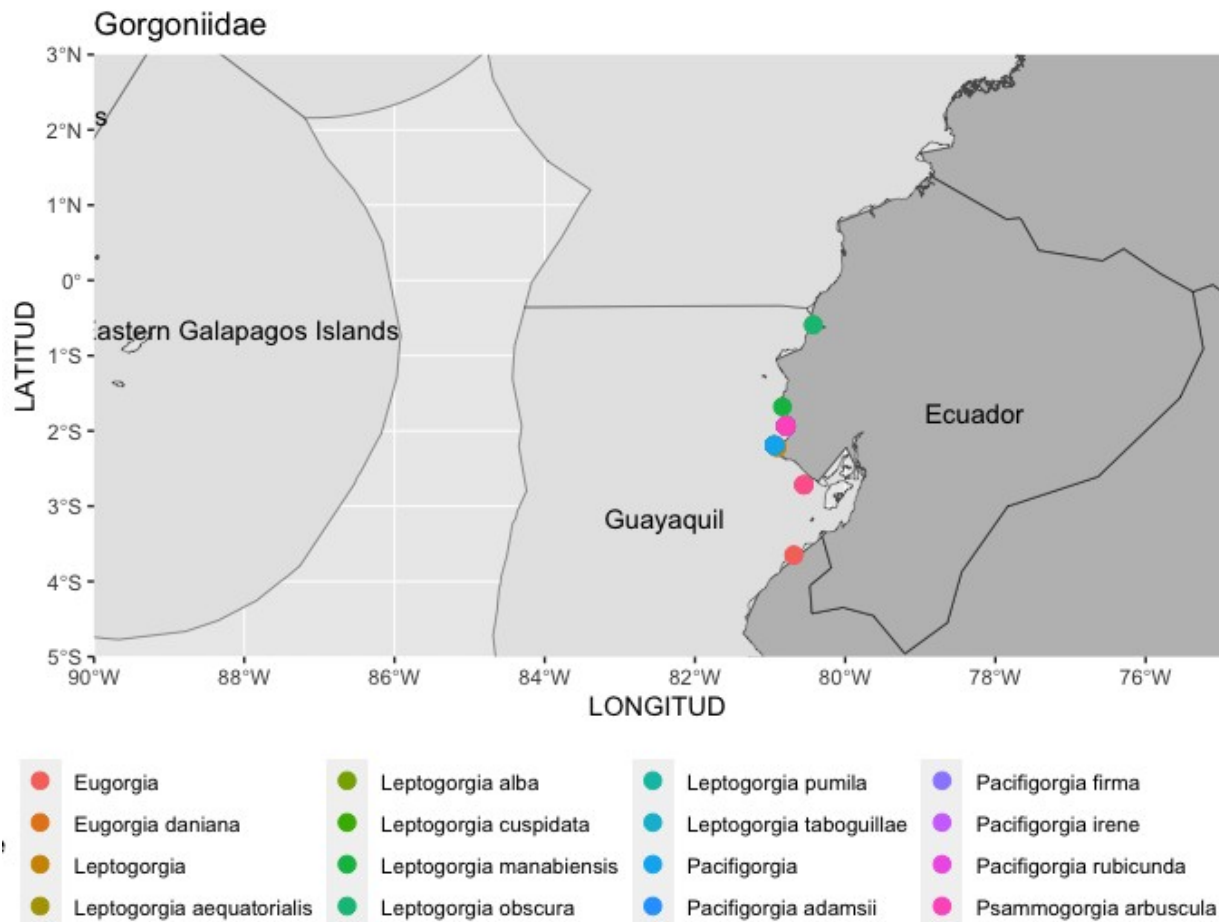 Gorgoniidae
3°N
2°N
s
1°N
0°
astern Galapagos Islands
1°S
LATITUD
Ecuador
2°S
3°S
Guayaquil
4°S
5°S
90°W 88°W 86°W 84°W 82°W 80°W 78°W 76°W
LONGITUD
Eugorgia Leptogorgia alba Leptogorgia pumila Pacifigorgia firma
Eugorgia daniana Leptogorgia cuspidata Leptogorgia taboguillae Pacifigorgia irene
Leptogorgia Leptogorgia manabiensis Pacifigorgia Pacifigorgia rubicunda
Leptogorgia aequatorialis Leptogorgia obscura Pacifigorgia adamsii Psammogorgia arbuscula